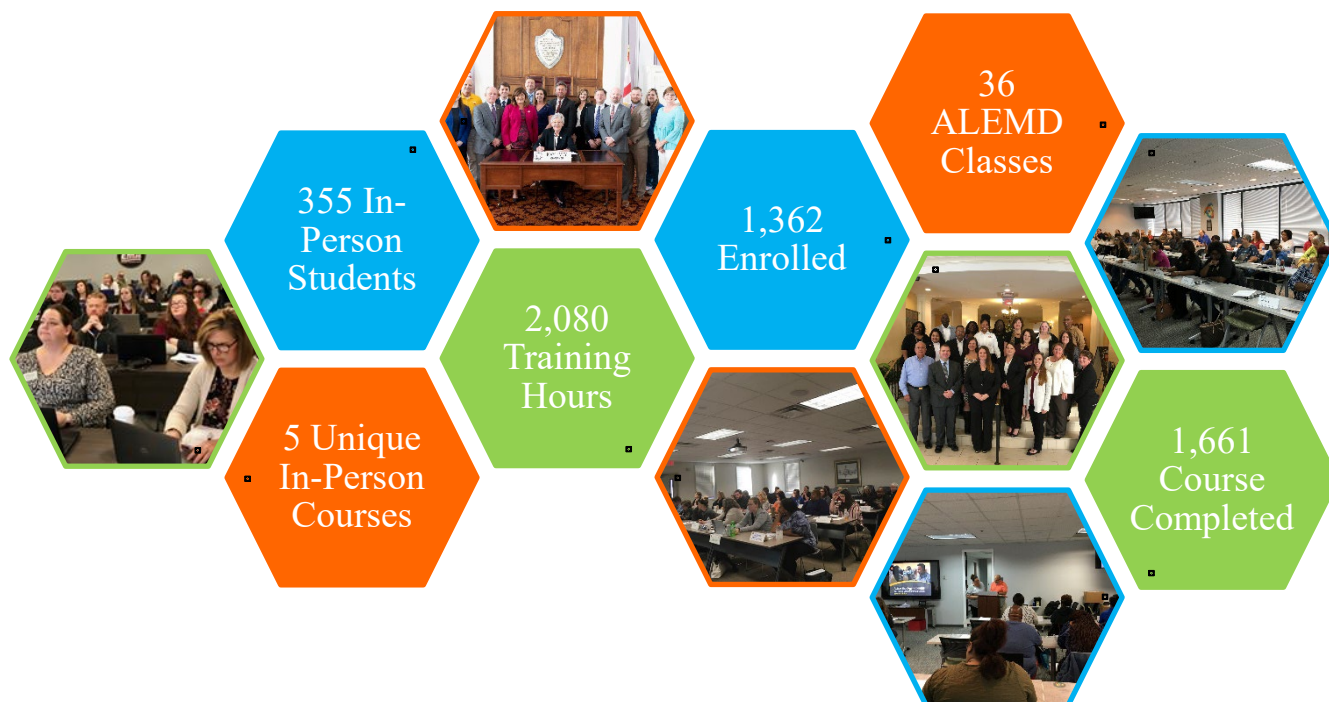 36
ALEMD
Classes
355 In-
Person
Students
1,362
Enrolled
2,080
Training
Hours
5 Unique
In-Person
Courses
1,661
Course
Completed